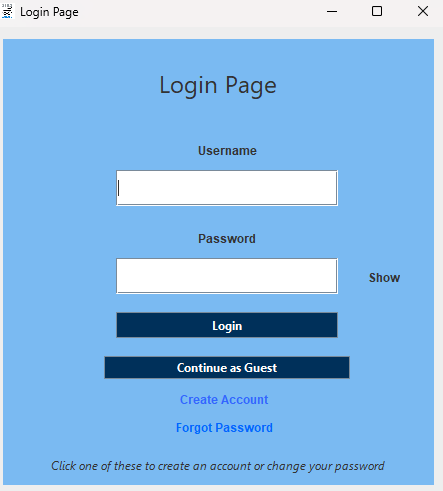 Login Page
Login Page
Username
Password
Show
Login
Continue as Guest
Create Account
Forgot Password
Click one of these to create an account or change your password